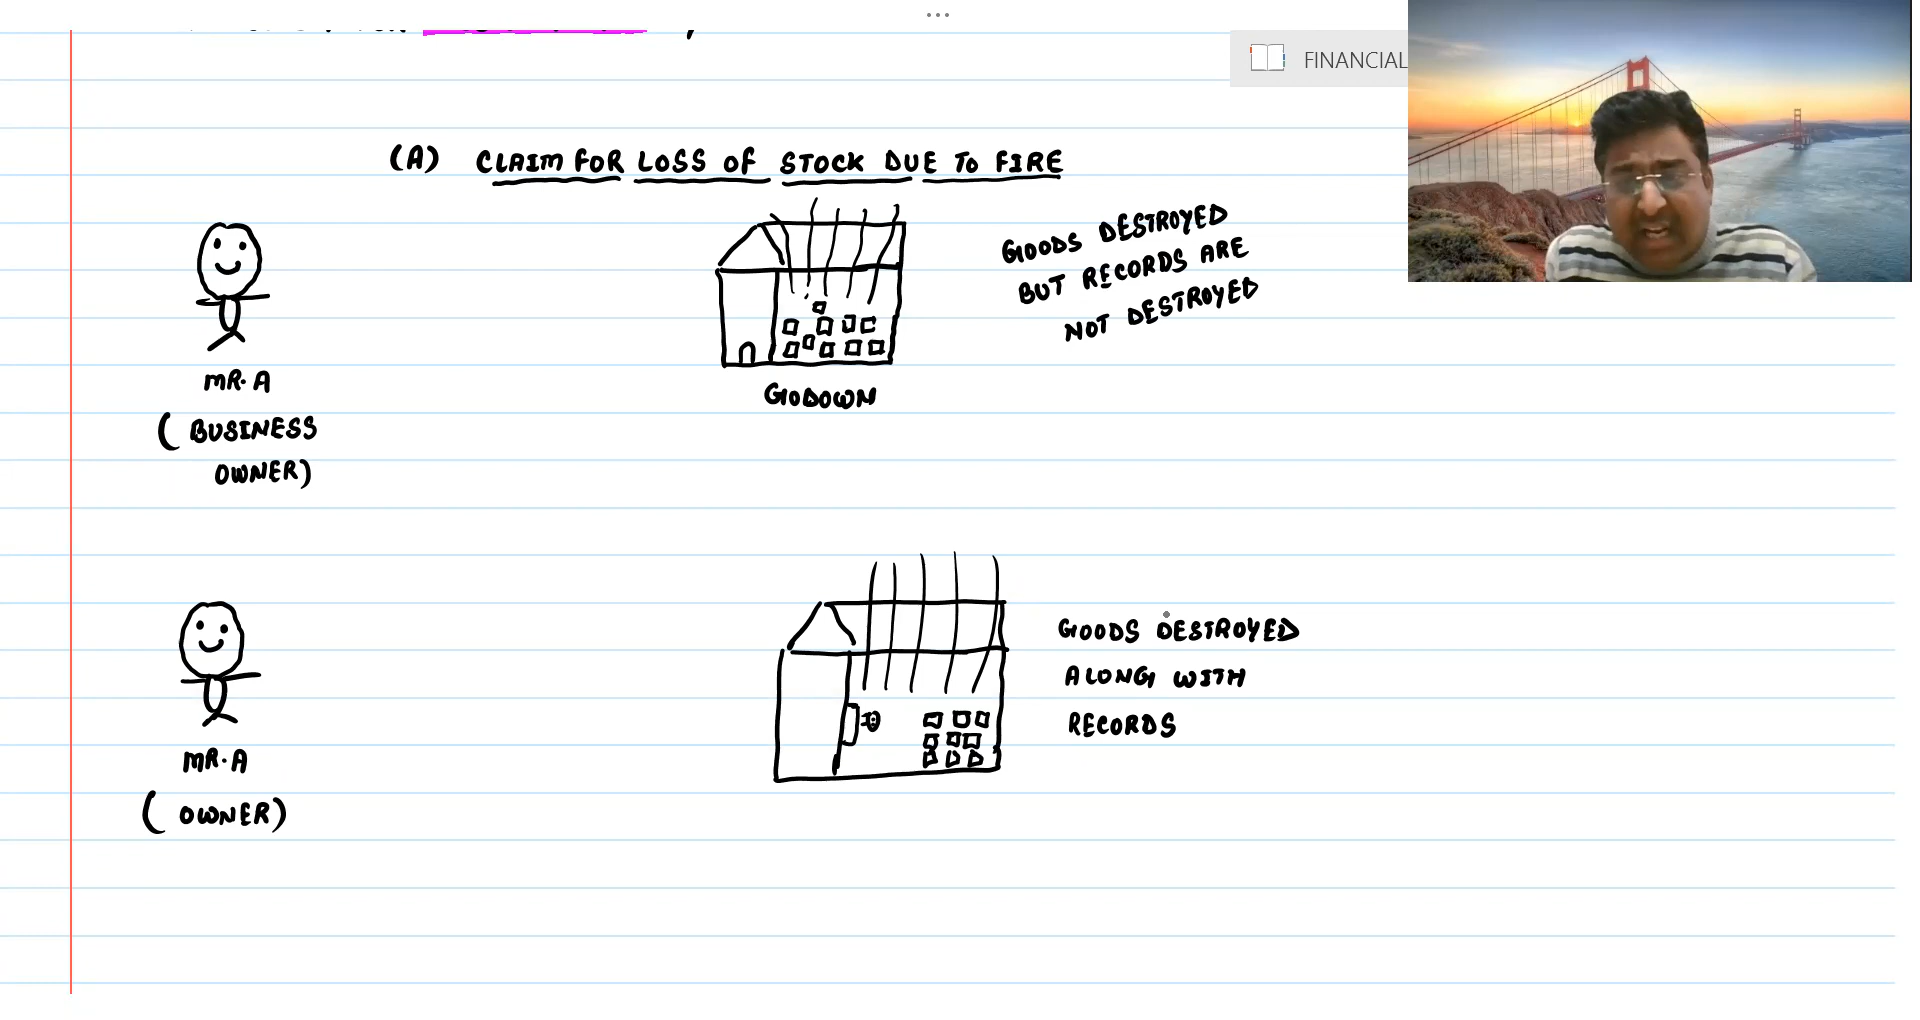 FINANCIAL
(A) CLAIM FOR LOSS OF STOCK DUE TO FIRE
GOODS DESTROYED
BUT RECORDS ARE
NOT DESTROYED
MR. A
(BUSINESS
OWNER)
GODOWN
GOODS DESTROYED
ALONG WITH
RECORDS
MR. A
(OWNER)